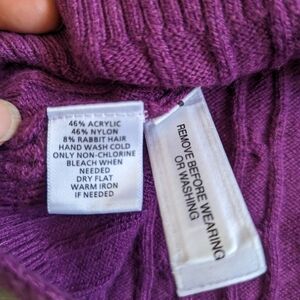 46% ACRYLIC
46% NYLON
8% RABBIT HAIR
HAND WASH COLD
ONLY NON-CHLORINE
BLEACH WHEN
NEEDED
DRY FLAT
WARM IRON
IF NEEDED
REMOVE BEFORE WEARING
OR WASHING